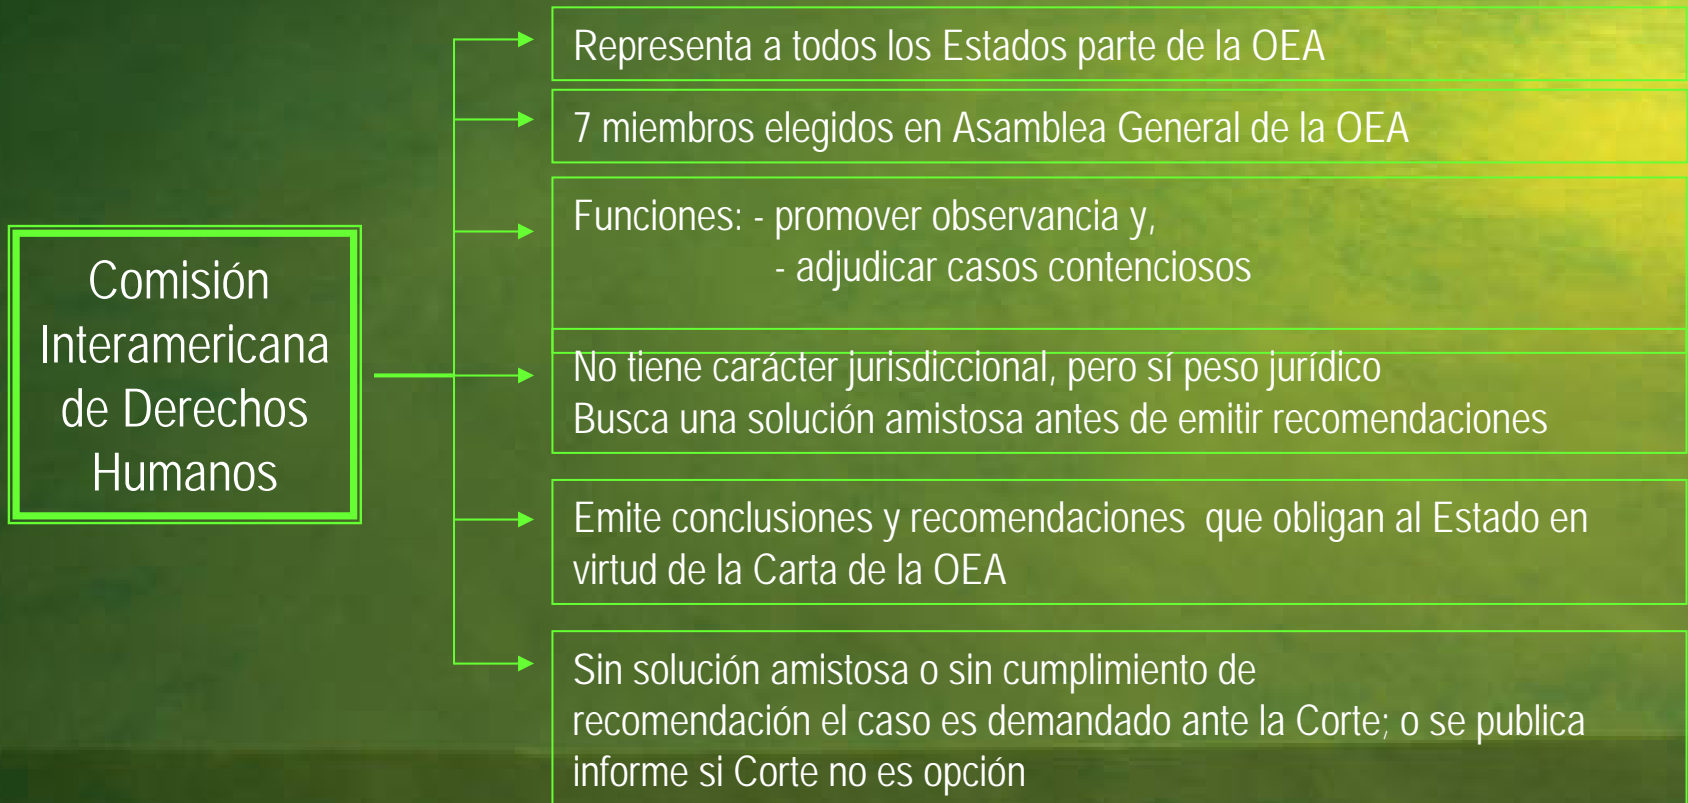 Comisión
Interamericana
de Derechos
Humanos
Representa a todos los Estados parte de la OEA
7 miembros elegidos en Asamblea General de la OEA
Funciones: - promover observancia y,
- adjudicar casos contenciosos
No tiene carácter jurisdiccional, pero sí peso jurídico
Busca una solución amistosa antes de emitir recomendaciones
Emite conclusiones y recomendaciones que obligan al Estado en
virtud de la Carta de la OEA
Sin solución amistosa o sin cumplimiento de
recomendación el caso es demandado ante la Corte; o se publica
informe si Corte no es opción